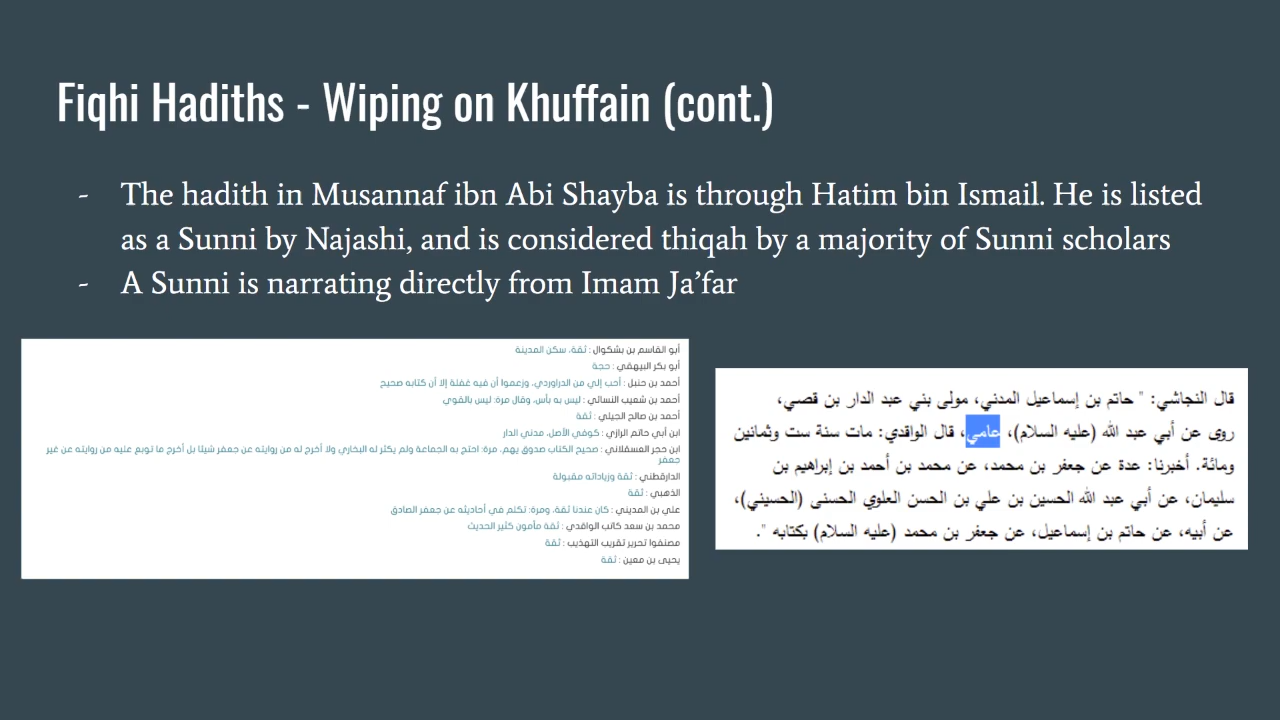 Fiqhi Hadiths - Wiping on Khuffain (cont.)
- The hadith in Musannaf ibn Abi Shayba is through Hatim bin Ismail. He is listed
as a Sunni by Najashi, and is considered thiqah by a majority of Sunni scholars
- A Sunni is narrating directly from Imam Ja’far
أبو القاسم بن بشكوال : ثقة، سكن المدينة
أبو بكر البيهقي : حجة
أحمد بن حنبل : أحب إلي من الدراوردي، وزعموا أن فيه غفلة إلا أن كتابه صحيح
أحمد بن شعيب النسائي : ليس به بأس، وقال مرة: ليس بالقوي
أحمد بن صالح الجيلي : ثقة
ابن أبي حاتم الرازي : كوفي الأصل، مدني الدار
ابن حجر العسقلاني : صحيح الكتاب صدوق يهم، مرة: احتج به الجماعة ولم يكثر له البخاري ولا أخرج له من روايته عن جعفر شيئا بل أخرج ما توبع عليه من روايته عن غير
جعفر
الدارقطني : ثقة وزياداته مقبولة
الذهبي : ثقة
علي بن المديني : كان عندنا ثقة، ومرة: تكلم في أحاديثه عن جعفر الصادق
محمد بن سعد كاتب الواقدي : ثقة مأمون كثير الحديث
مصنفوا تحرير تقريب التهذيب : ثقة
يحيى بن معين : ثقة
قال النجاشي: " حاتم بن إسماعيل المدني، مولى بني عبد الدار بن قصي،
روى عن أبي عبد الله (عليه السلام)، عامي، قال الواقدي: مات سنة ست وثمانين
ومائة. أخبرنا: عدة عن جعفر بن محمد، عن محمد بن أحمد بن إبراهيم بن
سليمان، عن أبي عبد الله الحسين بن علي بن الحسن العلوي الحسنى (الحسيني)،
عن أبيه، عن حاتم بن إسماعيل، عن جعفر بن محمد (عليه السلام) بكتابه ".